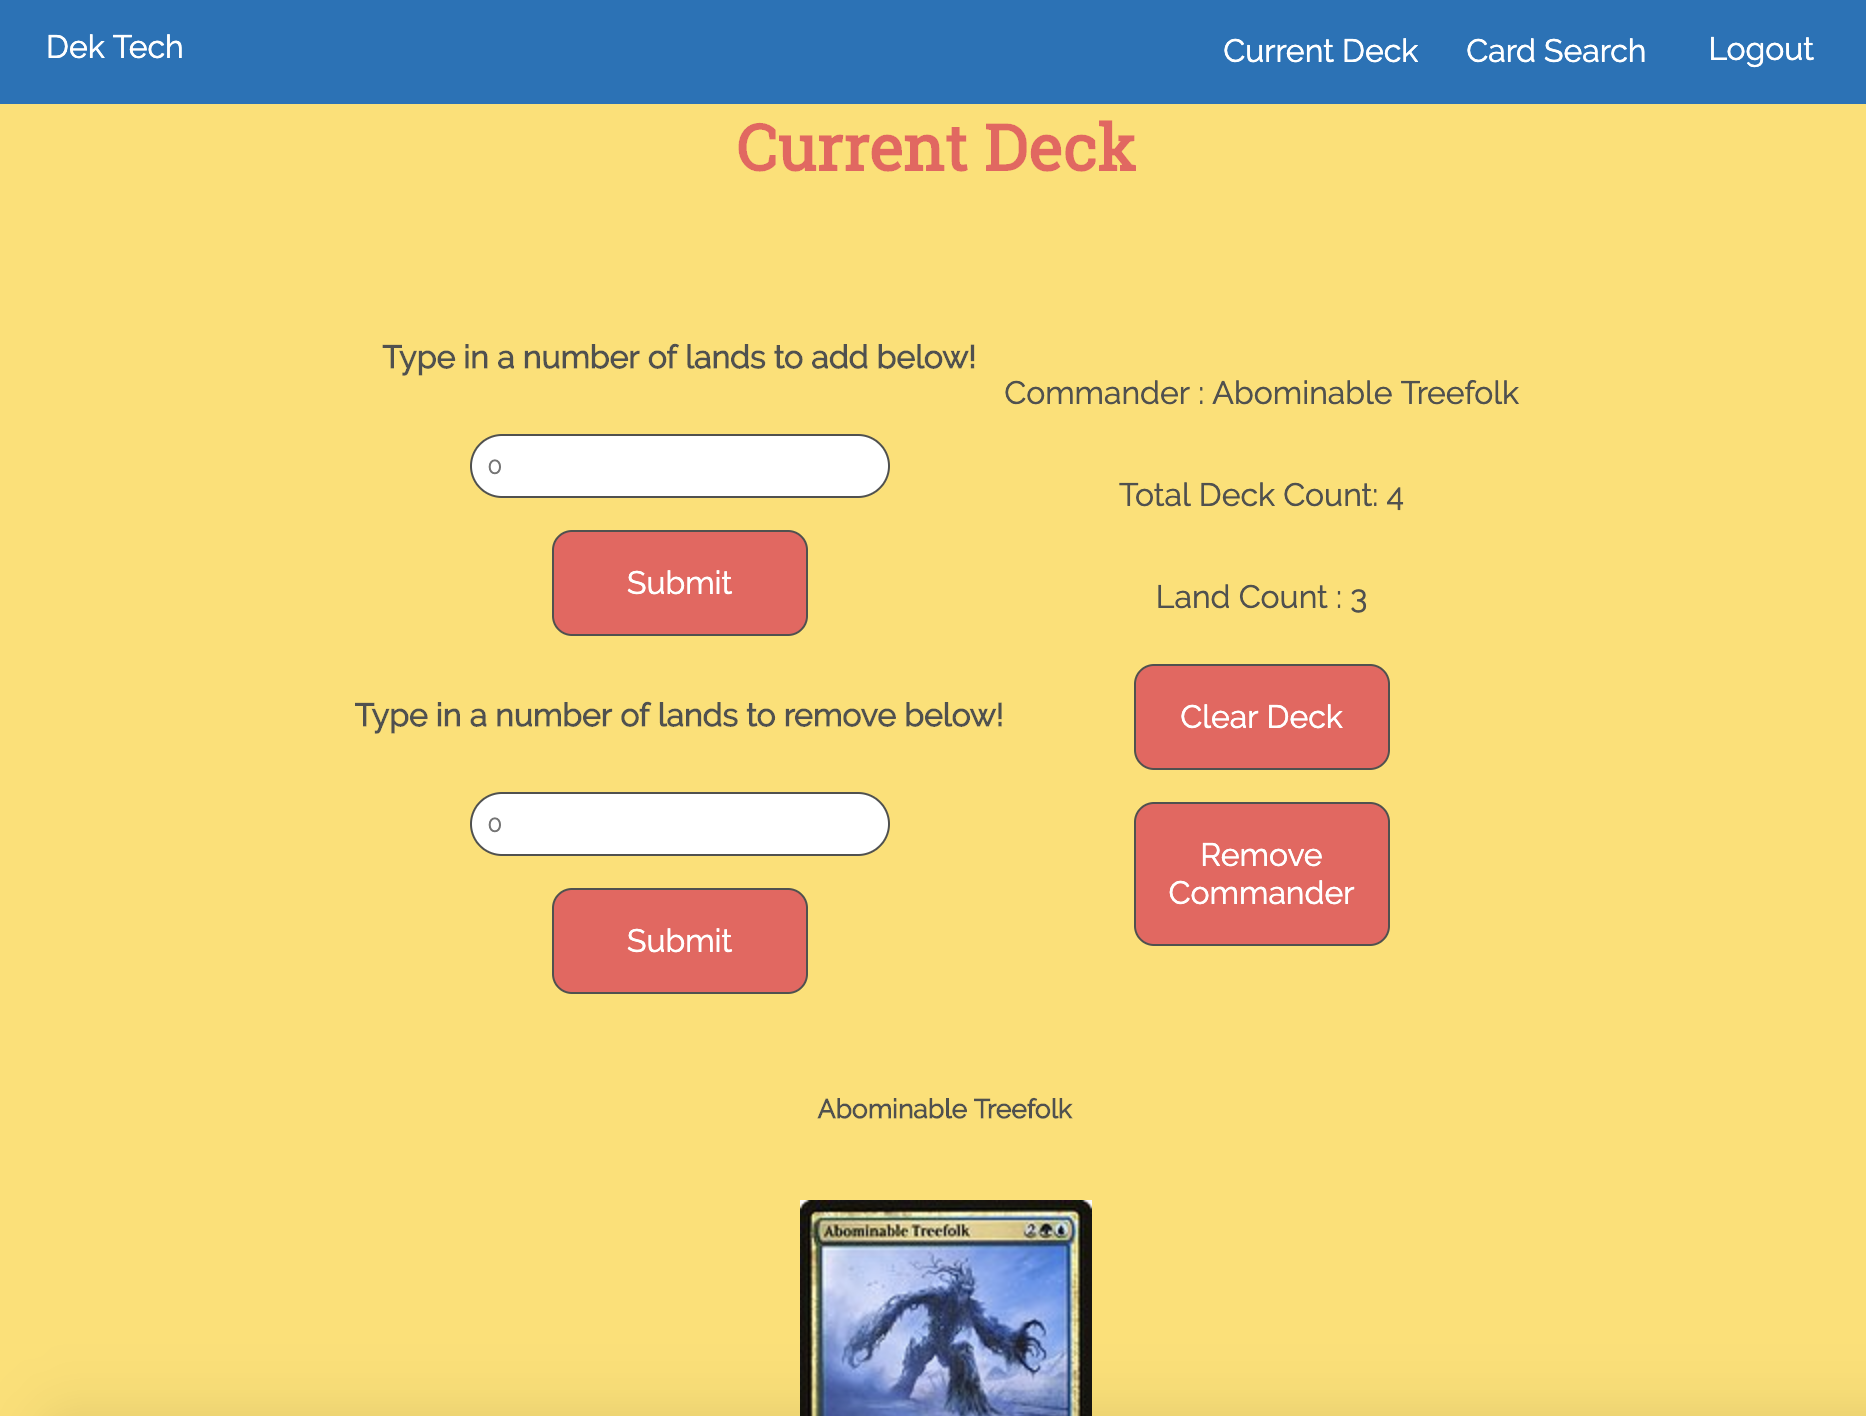 Dek Tech
Current Deck
Card Search
Logout
Current Deck
Type in a number of lands to add below!
0
Submit
Type in a number of lands to remove below!
0
Submit
Commander : Abominable Treefolk
Total Deck Count: 4
Land Count : 3
Clear Deck
Remove
Commander
Abominable Treefolk
Abominable Treefolk 2